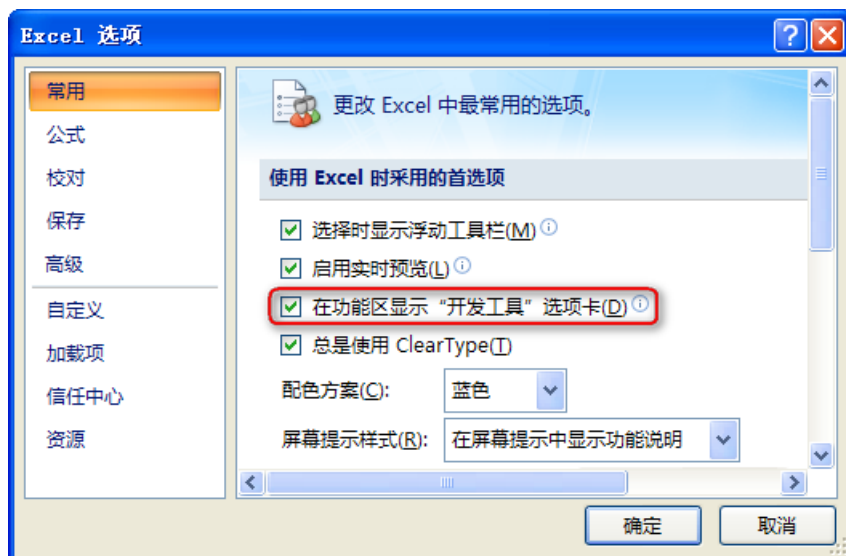 Excel 选项
常用
公式
校对
保存
高级
自定义
加载项
信任中心
资源
更改 Excel 中最常用的选项。
使用 Excel 时采用的首选项
选择时显示浮动工具栏(M)
启用实时预览(L)
在功能区显示“开发工具”选项卡(D)
总是使用 ClearType(T)
配色方案(C): 蓝色
屏幕提示样式(R): 在屏幕提示中显示功能说明
确定 取消